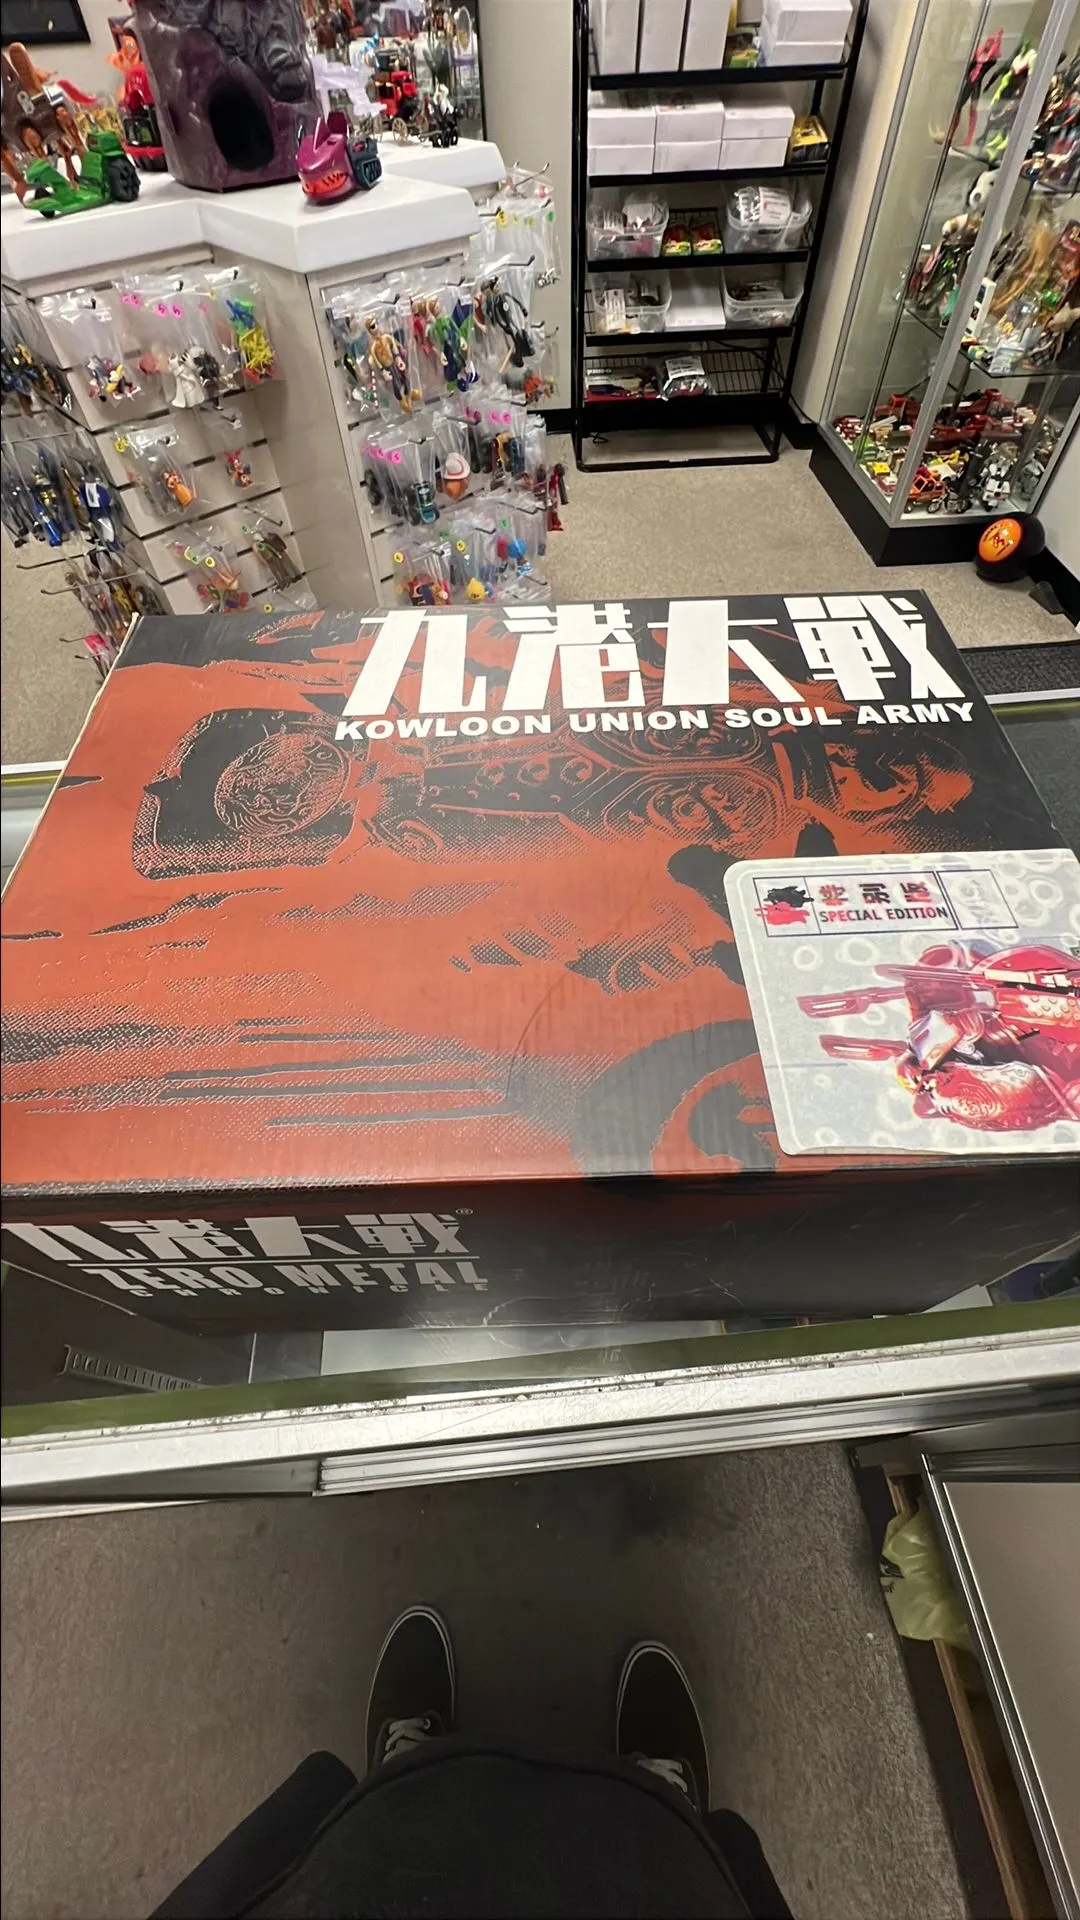 九港大戰
KOWLOON UNION SOUL ARMY
SPECIAL EDITION
九港大戰®
ZERO METAL
CHRONICLE